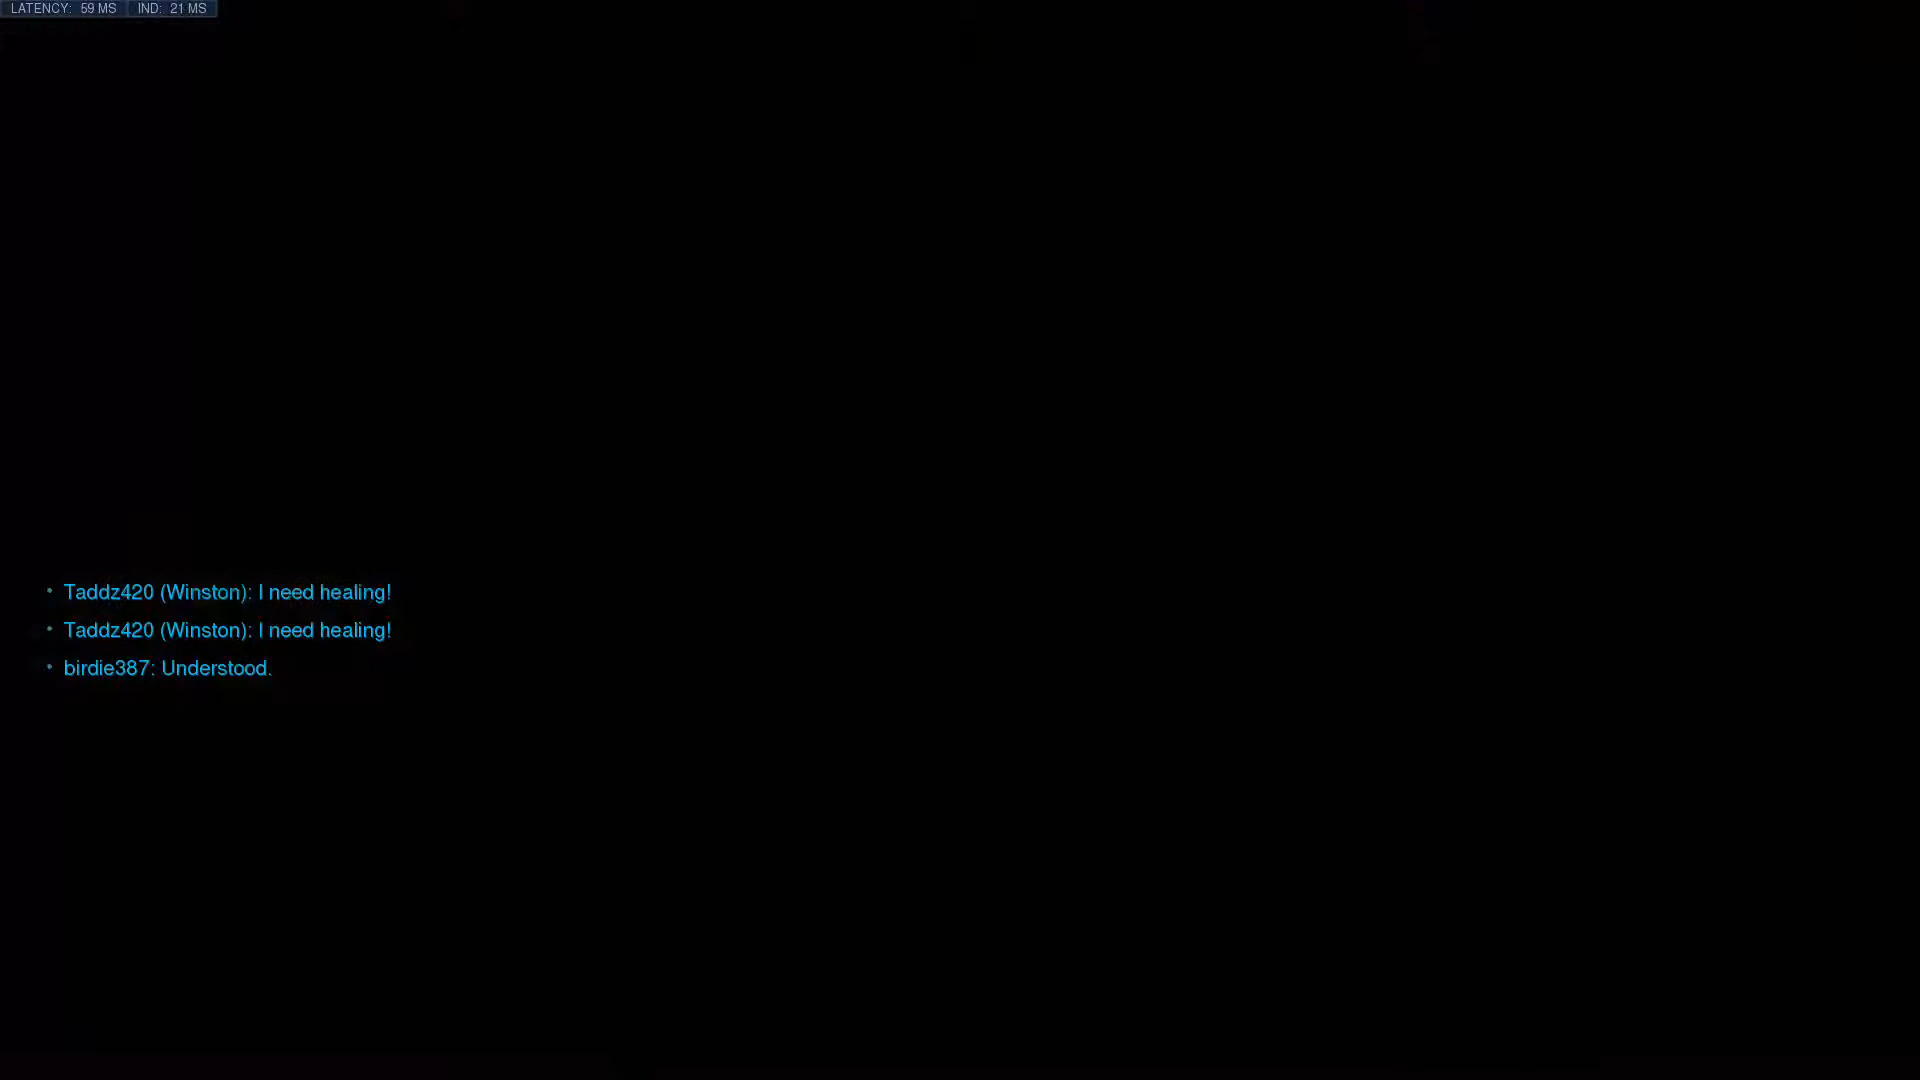 LATENCY: 59 MS IND: 21 MS
• Taddz420 (Winston): I need healing!
• Taddz420 (Winston): I need healing!
• birdie387: Understood.